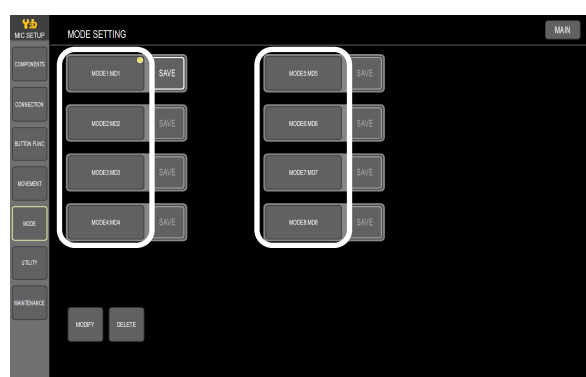 MIC SETUP
MODE SETTING
MAIN
COMPONENTS
CONNECTION
BUTTON FUNC
MOVEMENT
MODE
UTILITY
MAINTENANCE
MODE1:MD1
SAVE
MODE2:MD2
SAVE
MODE3:MD3
SAVE
MODE4:MD4
SAVE
MODE5:MD5
SAVE
MODE6:MD6
SAVE
MODE7:MD7
SAVE
MODE8:MD8
SAVE
MODIFY
DELETE